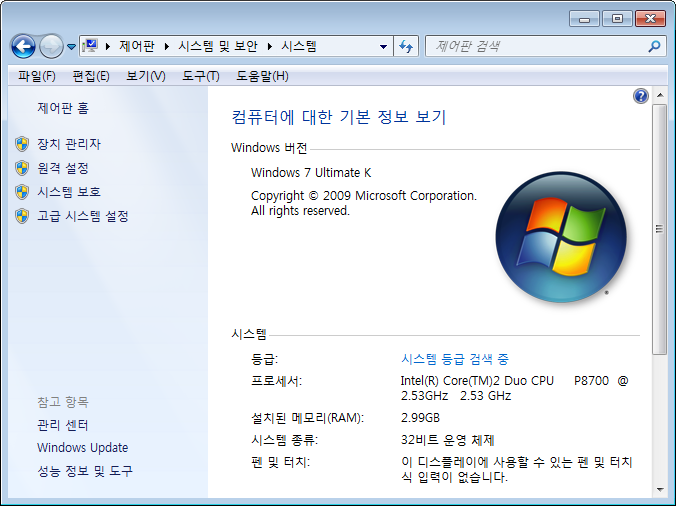 제어판 ▶ 시스템 및 보안 ▶ 시스템
제어판 검색
파일(F) 편집(E) 보기(V) 도구(T) 도움말(H)
제어판 홈
장치 관리자
원격 설정
시스템 보호
고급 시스템 설정
참고 항목
관리 센터
Windows Update
성능 정보 및 도구
컴퓨터에 대한 기본 정보 보기
Windows 버전
Windows 7 Ultimate K
Copyright © 2009 Microsoft Corporation.
All rights reserved.
시스템
등급: 시스템 등급 검색 중
프로세서: Intel(R) Core(TM)2 Duo CPU P8700 @
2.53GHz 2.53 GHz
설치된 메모리(RAM): 2.99GB
시스템 종류: 32비트 운영 체제
펜 및 터치: 이 디스플레이에 사용할 수 있는 펜 및 터치
식 입력이 없습니다.